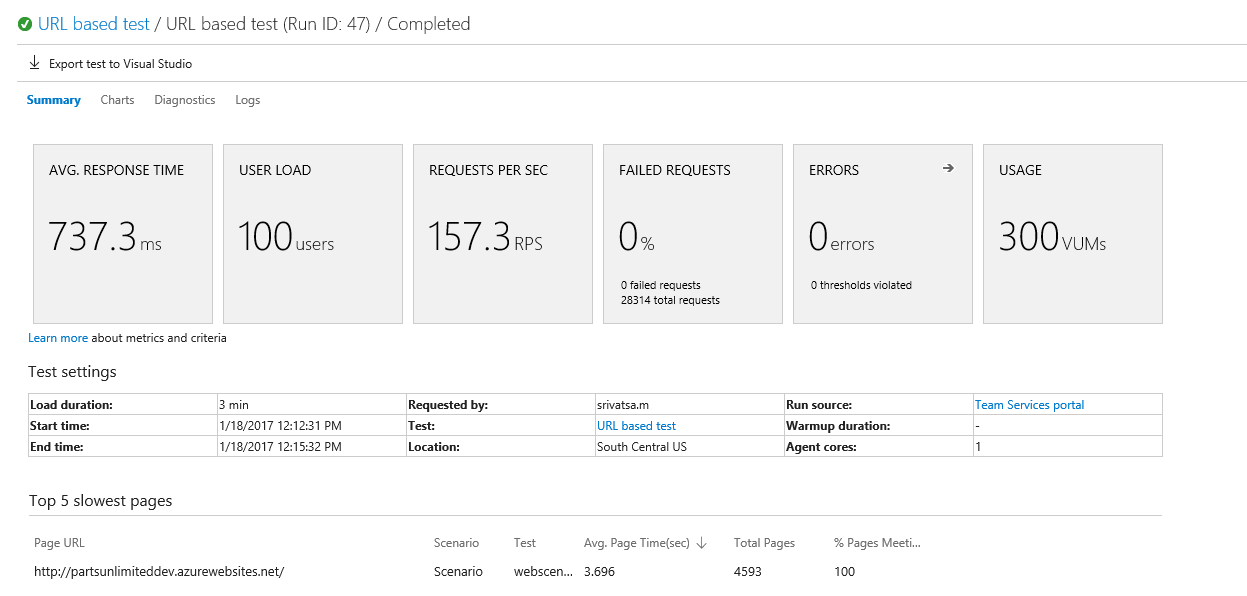 URL based test / URL based test (Run ID: 47) / Completed
Export test to Visual Studio
Summary Charts Diagnostics Logs
AVG. RESPONSE TIME USER LOAD REQUESTS PER SEC FAILED REQUESTS ERRORS USAGE
737.3 ms 100 users 157.3 RPS 0 % 0 errors 300 VUMs
0 failed requests 0 thresholds violated
28314 total requests
Learn more about metrics and criteria
Test settings
Load duration: 3 min Requested by: srivatsa.m Run source: Team Services portal
Start time: 1/18/2017 12:12:31 PM Test: URL based test Warmup duration: -
End time: 1/18/2017 12:15:32 PM Location: South Central US Agent cores: 1
Top 5 slowest pages
Page URL Scenario Test Avg. Page Time(sec) Total Pages % Pages Meeti...
http://partsunlimiteddev.azurewebsites.net/ Scenario webscen... 3.696 4593 100